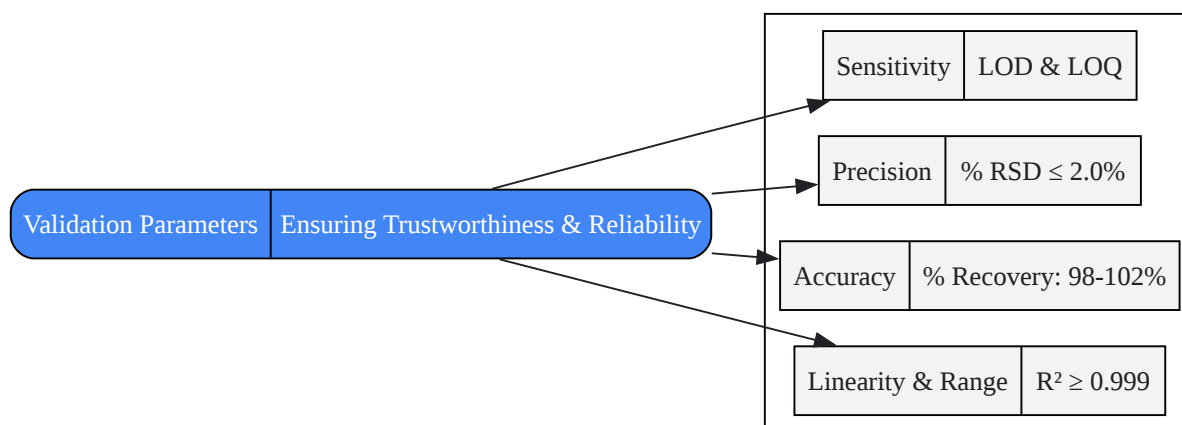 Sensitivity LOD & LOQ
Precision % RSD ≤ 2.0%
Validation Parameters Ensuring Trustworthiness & Reliability
Accuracy % Recovery: 98-102%
Linearity & Range R² ≥ 0.999